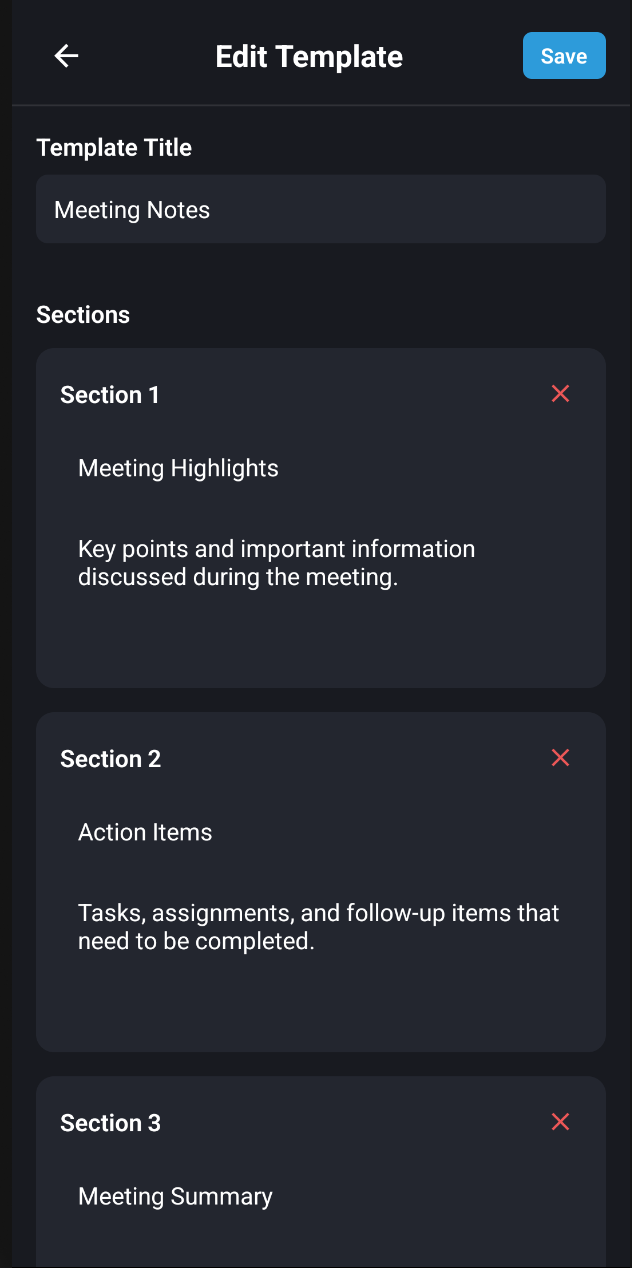 Edit Template
Save
Template Title
Meeting Notes
Sections
Section 1
Meeting Highlights
Key points and important information
discussed during the meeting.
Section 2
Action Items
Tasks, assignments, and follow-up items that
need to be completed.
Section 3
Meeting Summary